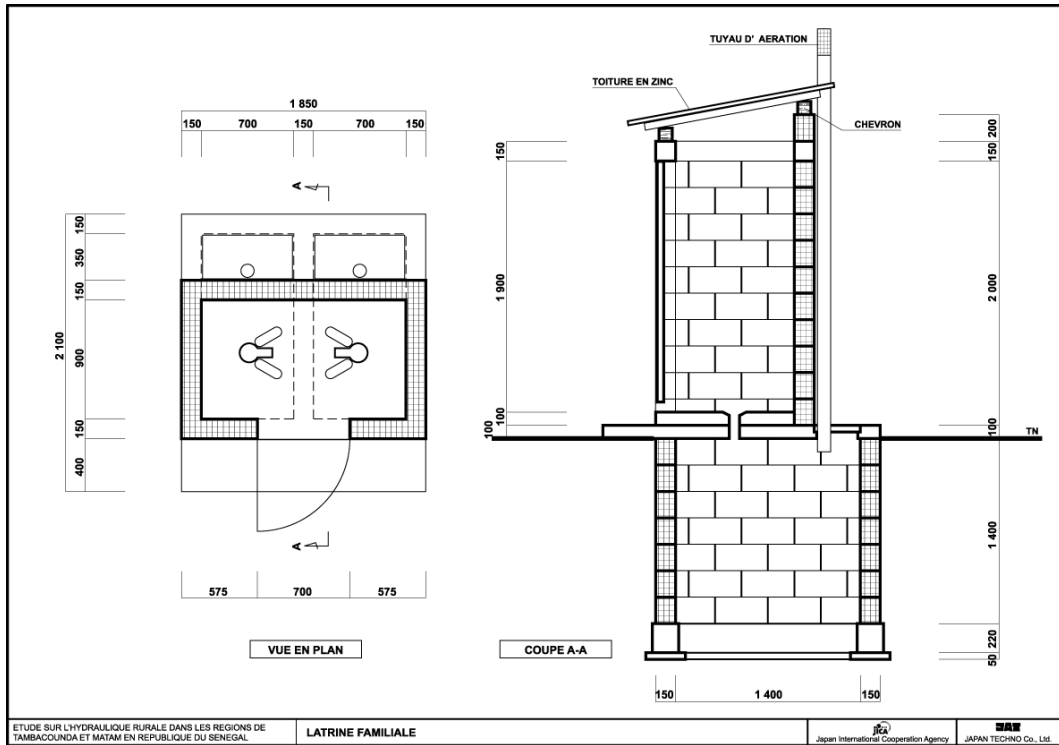 TUYAU D' AERATION
TOITURE EN ZINC
CHEVRON
1 850
150 700 150 700 150
A
150
350
150
900
150
400
2 100
A
575 700 575
VUE EN PLAN
150
1 900
100
100
200
150
2 000
100
TN
1 400
220
50
150 1 400 150
COUPE A-A
ETUDE SUR L'HYDRAULIQUE RURALE DANS LES REGIONS DE
TAMBACOUNDA ET MATAM EN REPUBLIQUE DU SENEGAL
LATRINE FAMILIALE
JICA
Japan International Cooperation Agency
JAT
JAPAN TECHNO Co., Ltd.